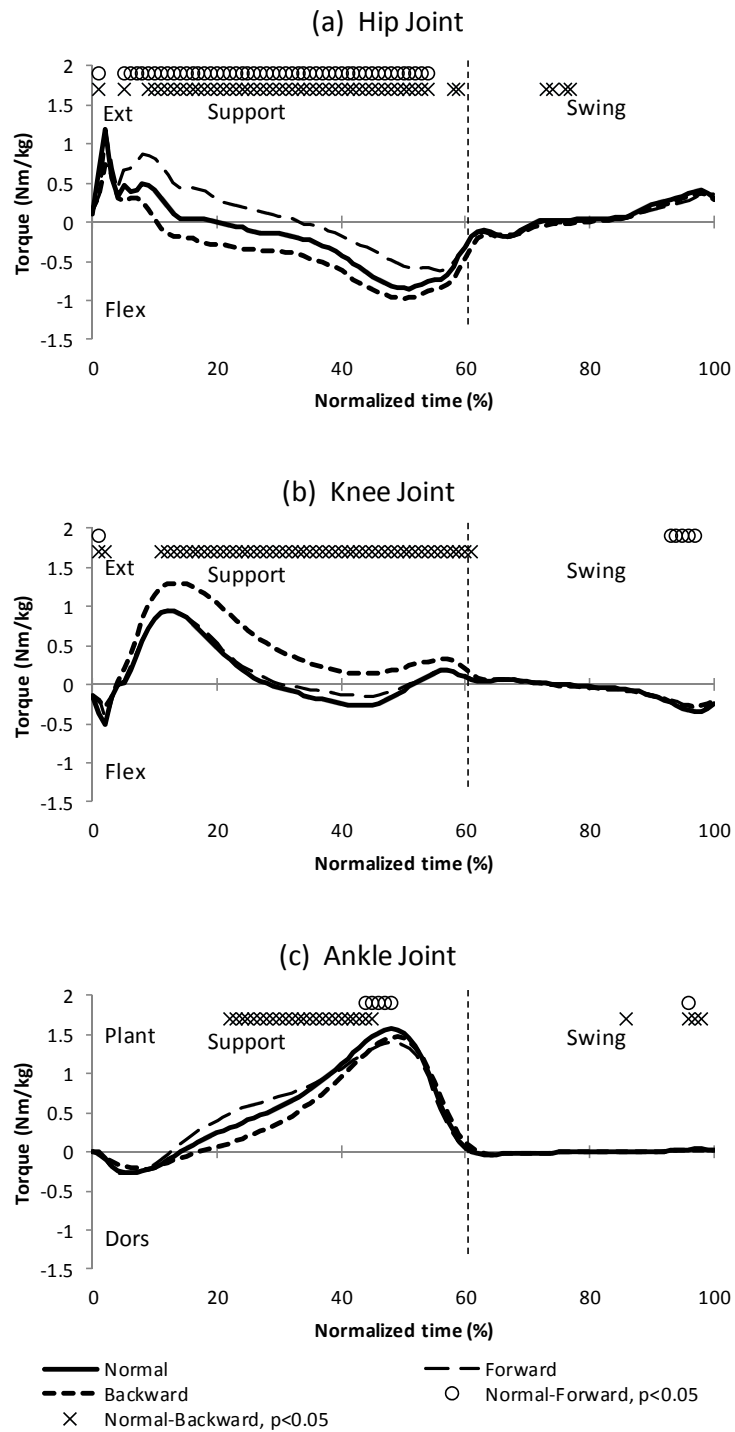 (a) Hip Joint
2
1.5
1
0.5
0
-0.5
-1
-1.5
Torque (Nm/kg)
Ext
Support
Swing
Flex
0 20 40 60 80 100
Normalized time (%)
(b) Knee Joint
2
1.5
1
0.5
0
-0.5
-1
-1.5
Torque (Nm/kg)
Ext
Support
Swing
Flex
0 20 40 60 80 100
Normalized time (%)
(c) Ankle Joint
2
1.5
1
0.5
0
-0.5
-1
-1.5
Torque (Nm/kg)
Plant
Support
Swing
Dors
0 20 40 60 80 100
Normalized time (%)
Normal
Forward
Backward
Normal-Forward, p<0.05
Normal-Backward, p<0.05